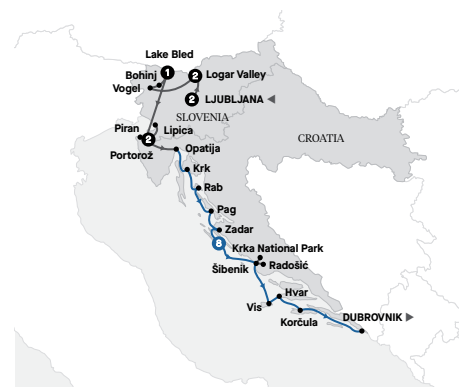 Lake Bled
1
Bohinj
2
Logar Valley
Vogel
2
LJUBLJANA
SLOVENIA
Piran
Lipica
2
Portorož
Opatija
CROATIA
Krk
Rab
Pag
Zadar
8
Krka National Park
Šibenik
Radošić
Hvar
Vis
Korčula
DUBROVNIK